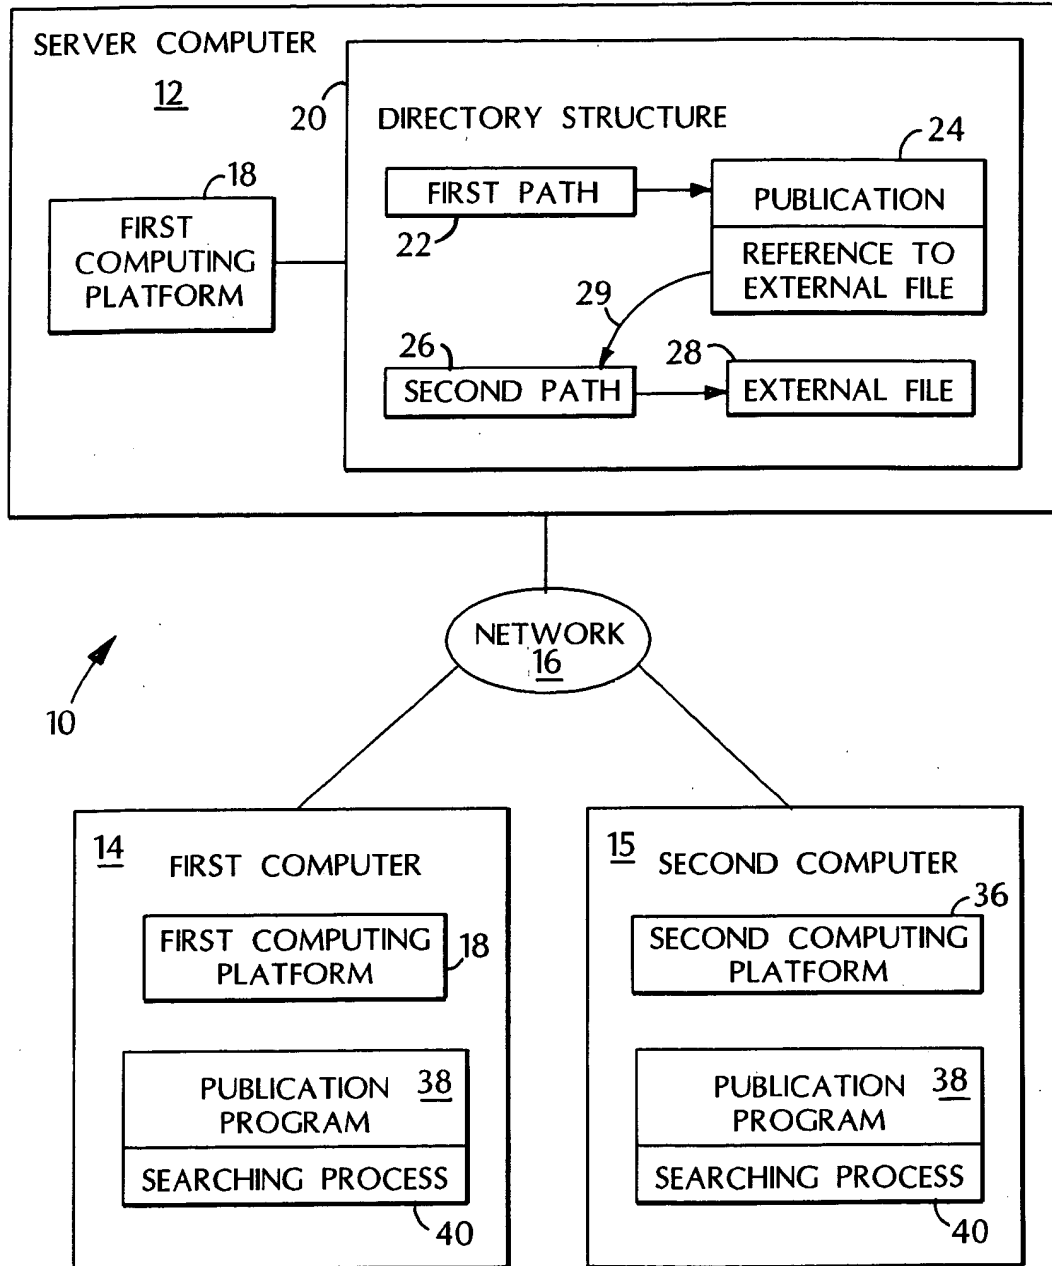 SERVER COMPUTER
12
20
DIRECTORY STRUCTURE
24
18
FIRST
COMPUTING
PLATFORM
FIRST PATH
22
PUBLICATION
REFERENCE TO
EXTERNAL FILE
29
26
SECOND PATH
28
EXTERNAL FILE
NETWORK
16
10
14
FIRST COMPUTER
FIRST COMPUTING
PLATFORM
18
PUBLICATION
PROGRAM
38
SEARCHING PROCESS
40
15
SECOND COMPUTER
36
SECOND COMPUTING
PLATFORM
PUBLICATION
PROGRAM
38
SEARCHING PROCESS
40